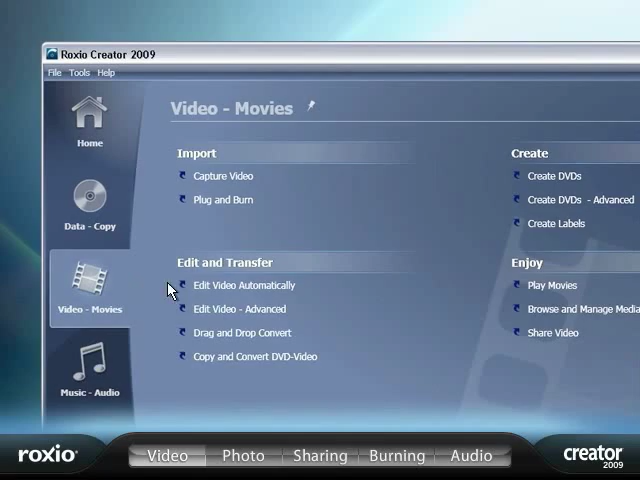 Roxio Creator 2009
File Tools Help
Video - Movies
Home
Data - Copy
Video - Movies
Music - Audio
Import
Capture Video
Plug and Burn
Edit and Transfer
Edit Video Automatically
Edit Video - Advanced
Drag and Drop Convert
Copy and Convert DVD-Video
Create
Create DVDs
Create DVDs - Advanced
Create Labels
Enjoy
Play Movies
Browse and Manage Media
Share Video
roxio
Video Photo Sharing Burning Audio
creator
2009